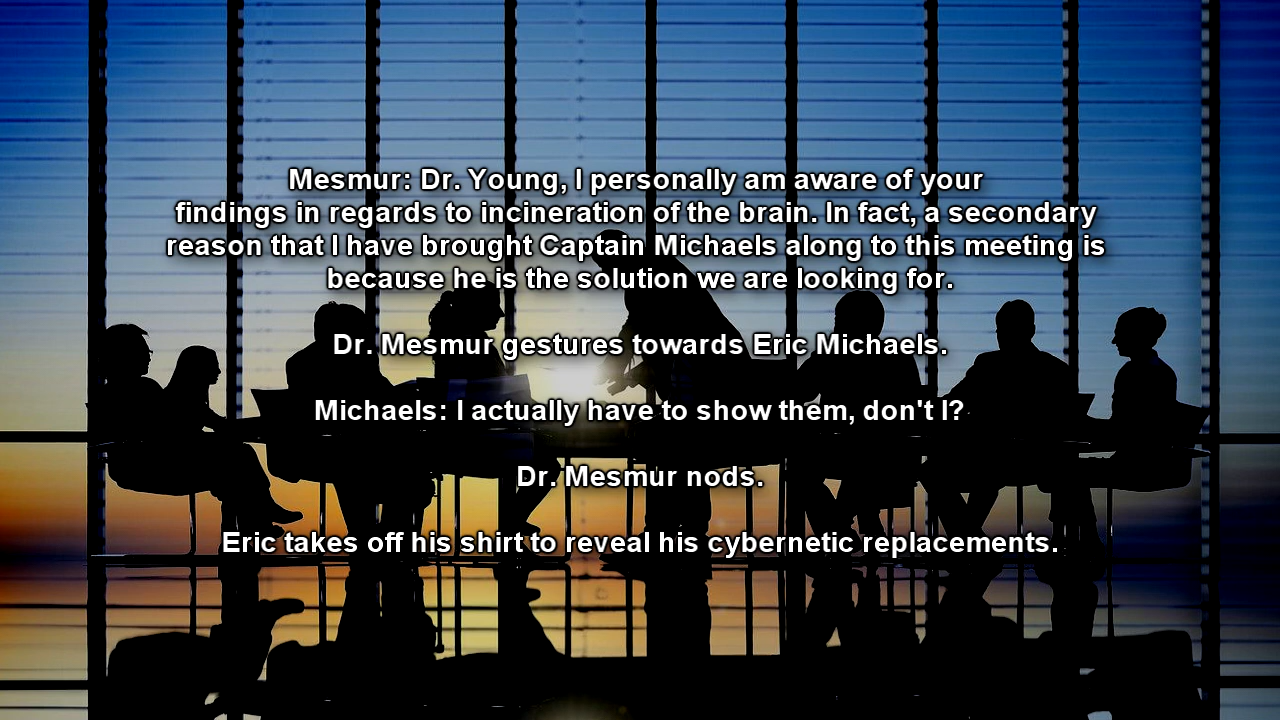 Mesmur: Dr. Young, I personally am aware of your
findings in regards to incineration of the brain. In fact, a secondary
reason that I have brought Captain Michaels along to this meeting is
because he is the solution we are looking for.
Dr. Mesmur gestures towards Eric Michaels.
Michaels: I actually have to show them, don't I?
Dr. Mesmur nods.
Eric takes off his shirt to reveal his cybernetic replacements.